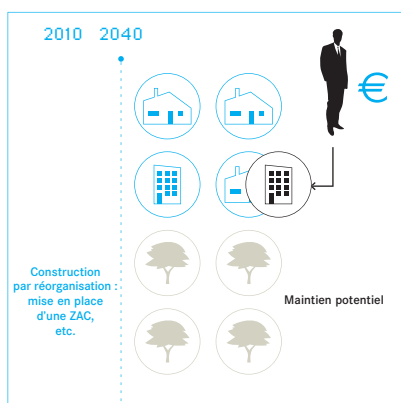 2010 2040
€
Construction
par réorganisation :
mise en place
d'une ZAC,
etc.
Maintien potentiel